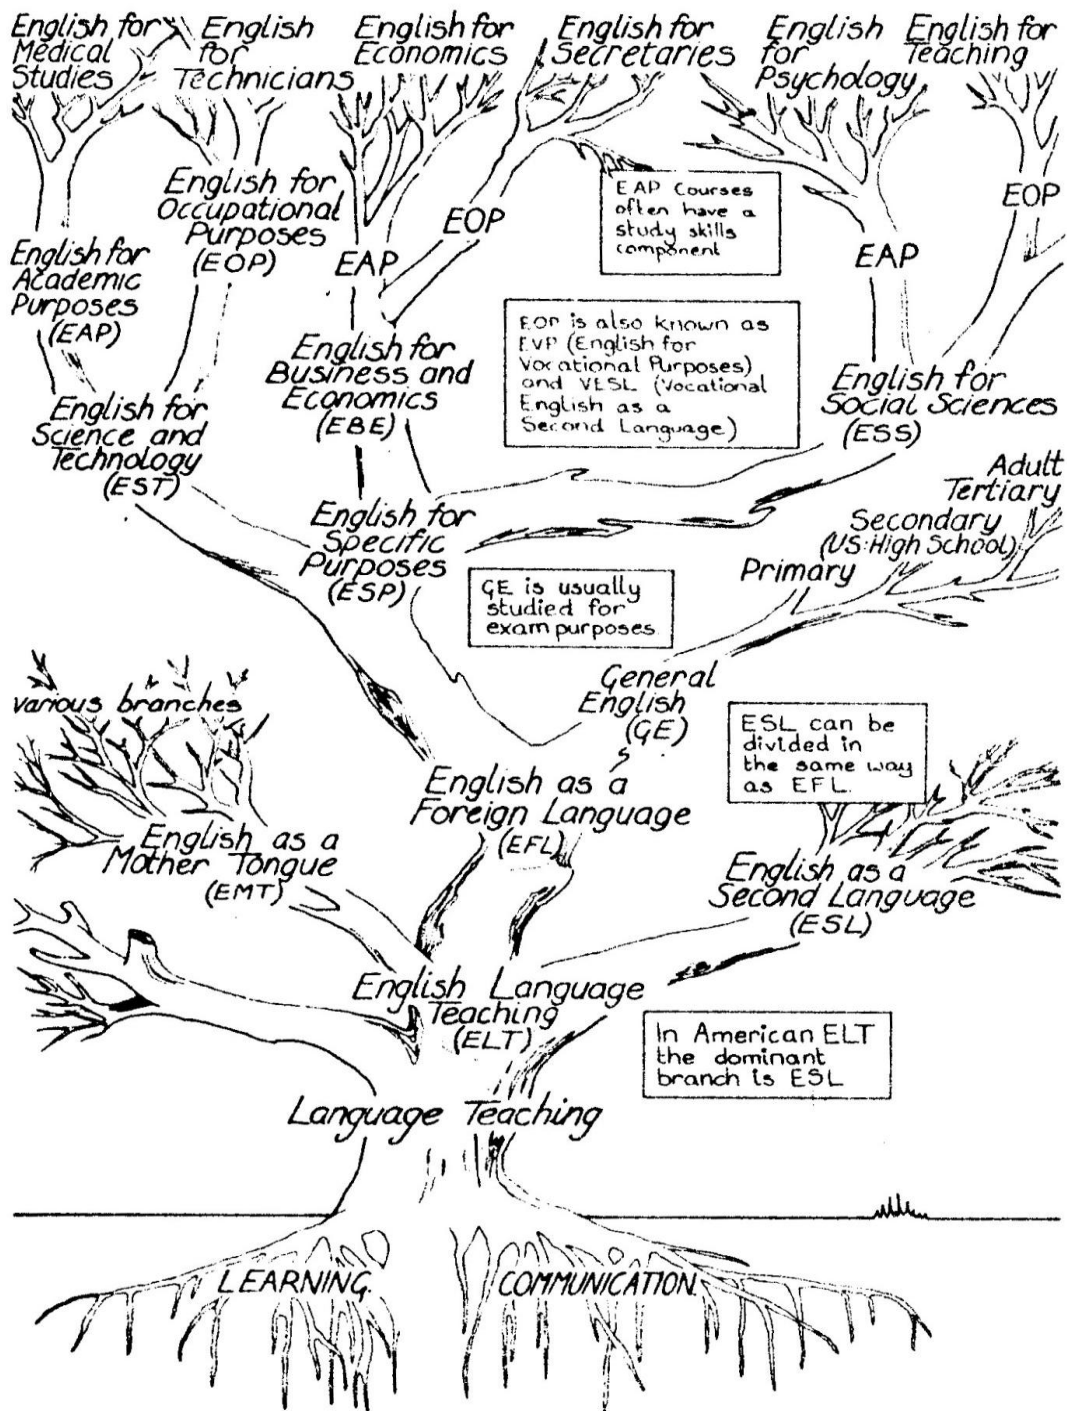 English for
Medical
Studies
English
for
Technicians
English for
Economics
English for
Secretaries
English
for
Psychology
English for
Teaching
English for
Occupational
Purposes
(EOP)
EOP
EAP Courses
often have a
study skills
component
EOP
English for
Academic
Purposes
(EAP)
EAP
EAP
EOP is also known as
EVP (English for
Vocational Purposes)
and VESL (Vocational
English as a
Second Language)
English for
Business and
Economics
(EBE)
English for
Social Sciences
(ESS)
English for
Science and
Technology
(EST)
Adult
Tertiary
Secondary
(US:High School)
Primary
English for
Specific
Purposes
(ESP)
GE is usually
studied for
exam purposes
General
English
(GE)
various branches
ESL can be
divided in
the same way
as EFL.
English as a
Foreign Language
(EFL)
English as a
Mother Tongue
(EMT)
English as a
Second Language
(ESL)
English Language
Teaching
(ELT)
In American ELT
the dominant
branch is ESL
Language Teaching
LEARNING.
COMMUNICATION.